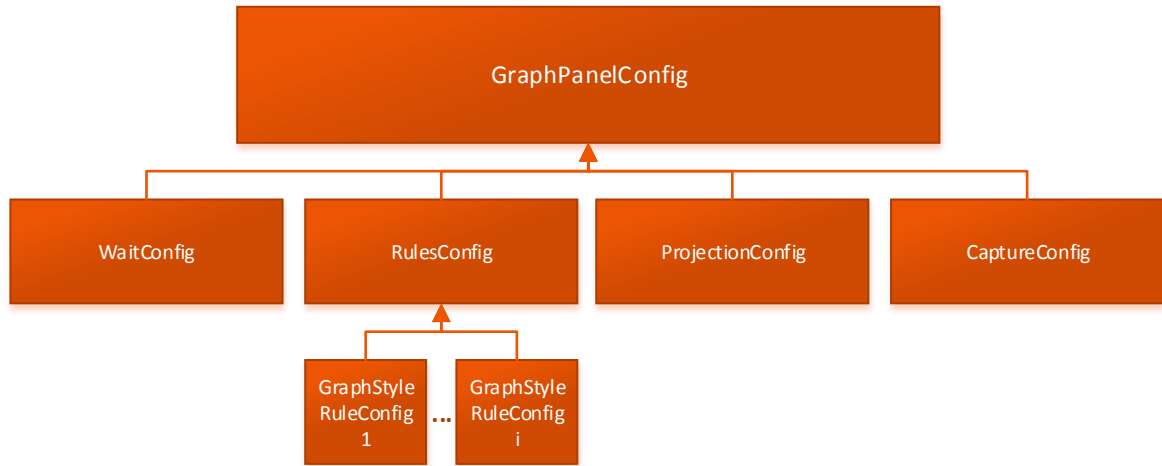 GraphPanelConfig
WaitConfig
RulesConfig
ProjectionConfig
CaptureConfig
GraphStyle
RuleConfig
1
...
GraphStyle
RuleConfig
i